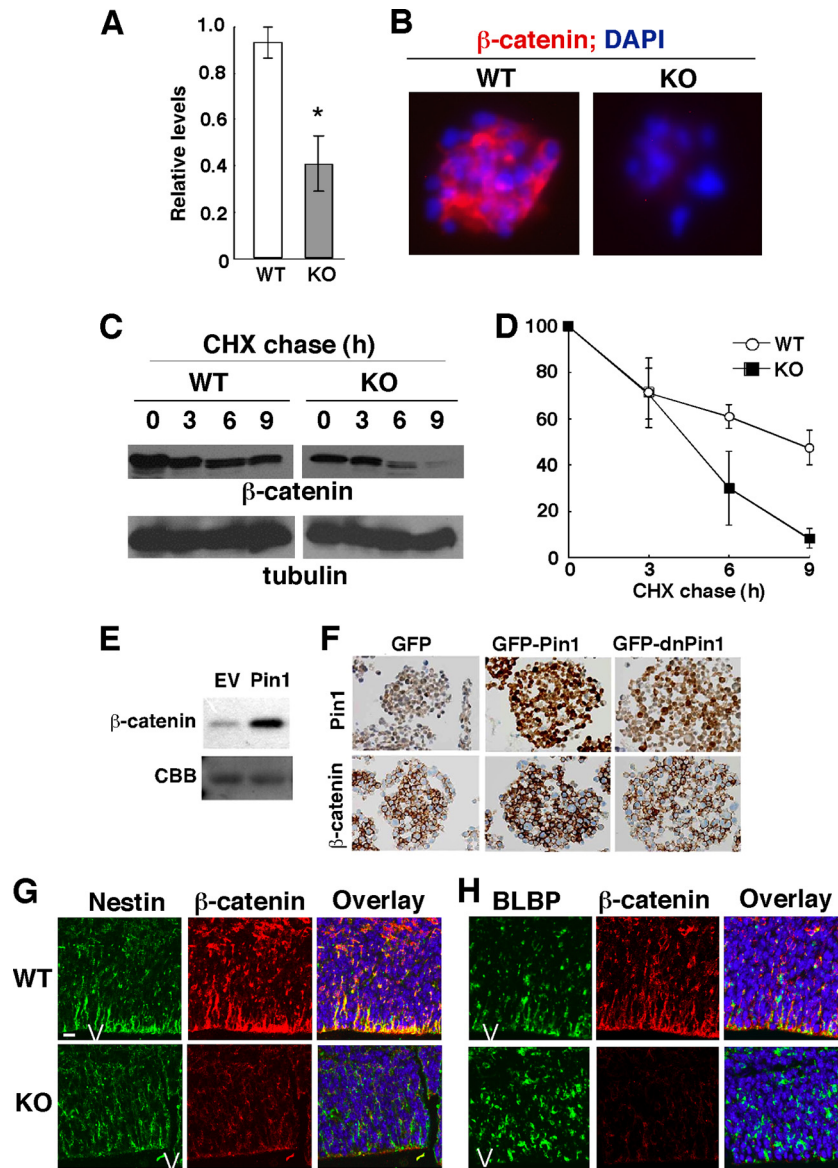 A
Relative levels
1.0
0.8
0.6
0.4
0.2
0
*
WT KO
B
β-catenin; DAPI
WT KO
C
CHX chase (h)
WT KO
0 3 6 9 0 3 6 9
β-catenin
tubulin
D
100
80
60
40
20
0
WT
KO
0 3 6 9
CHX chase (h)
E
EV Pin1
β-catenin
CBB
F
GFP GFP-Pin1 GFP-dnPin1
Pin1
β-catenin
G
Nestin β-catenin Overlay
WT
V
KO
V
H
BLBP β-catenin Overlay
V
V